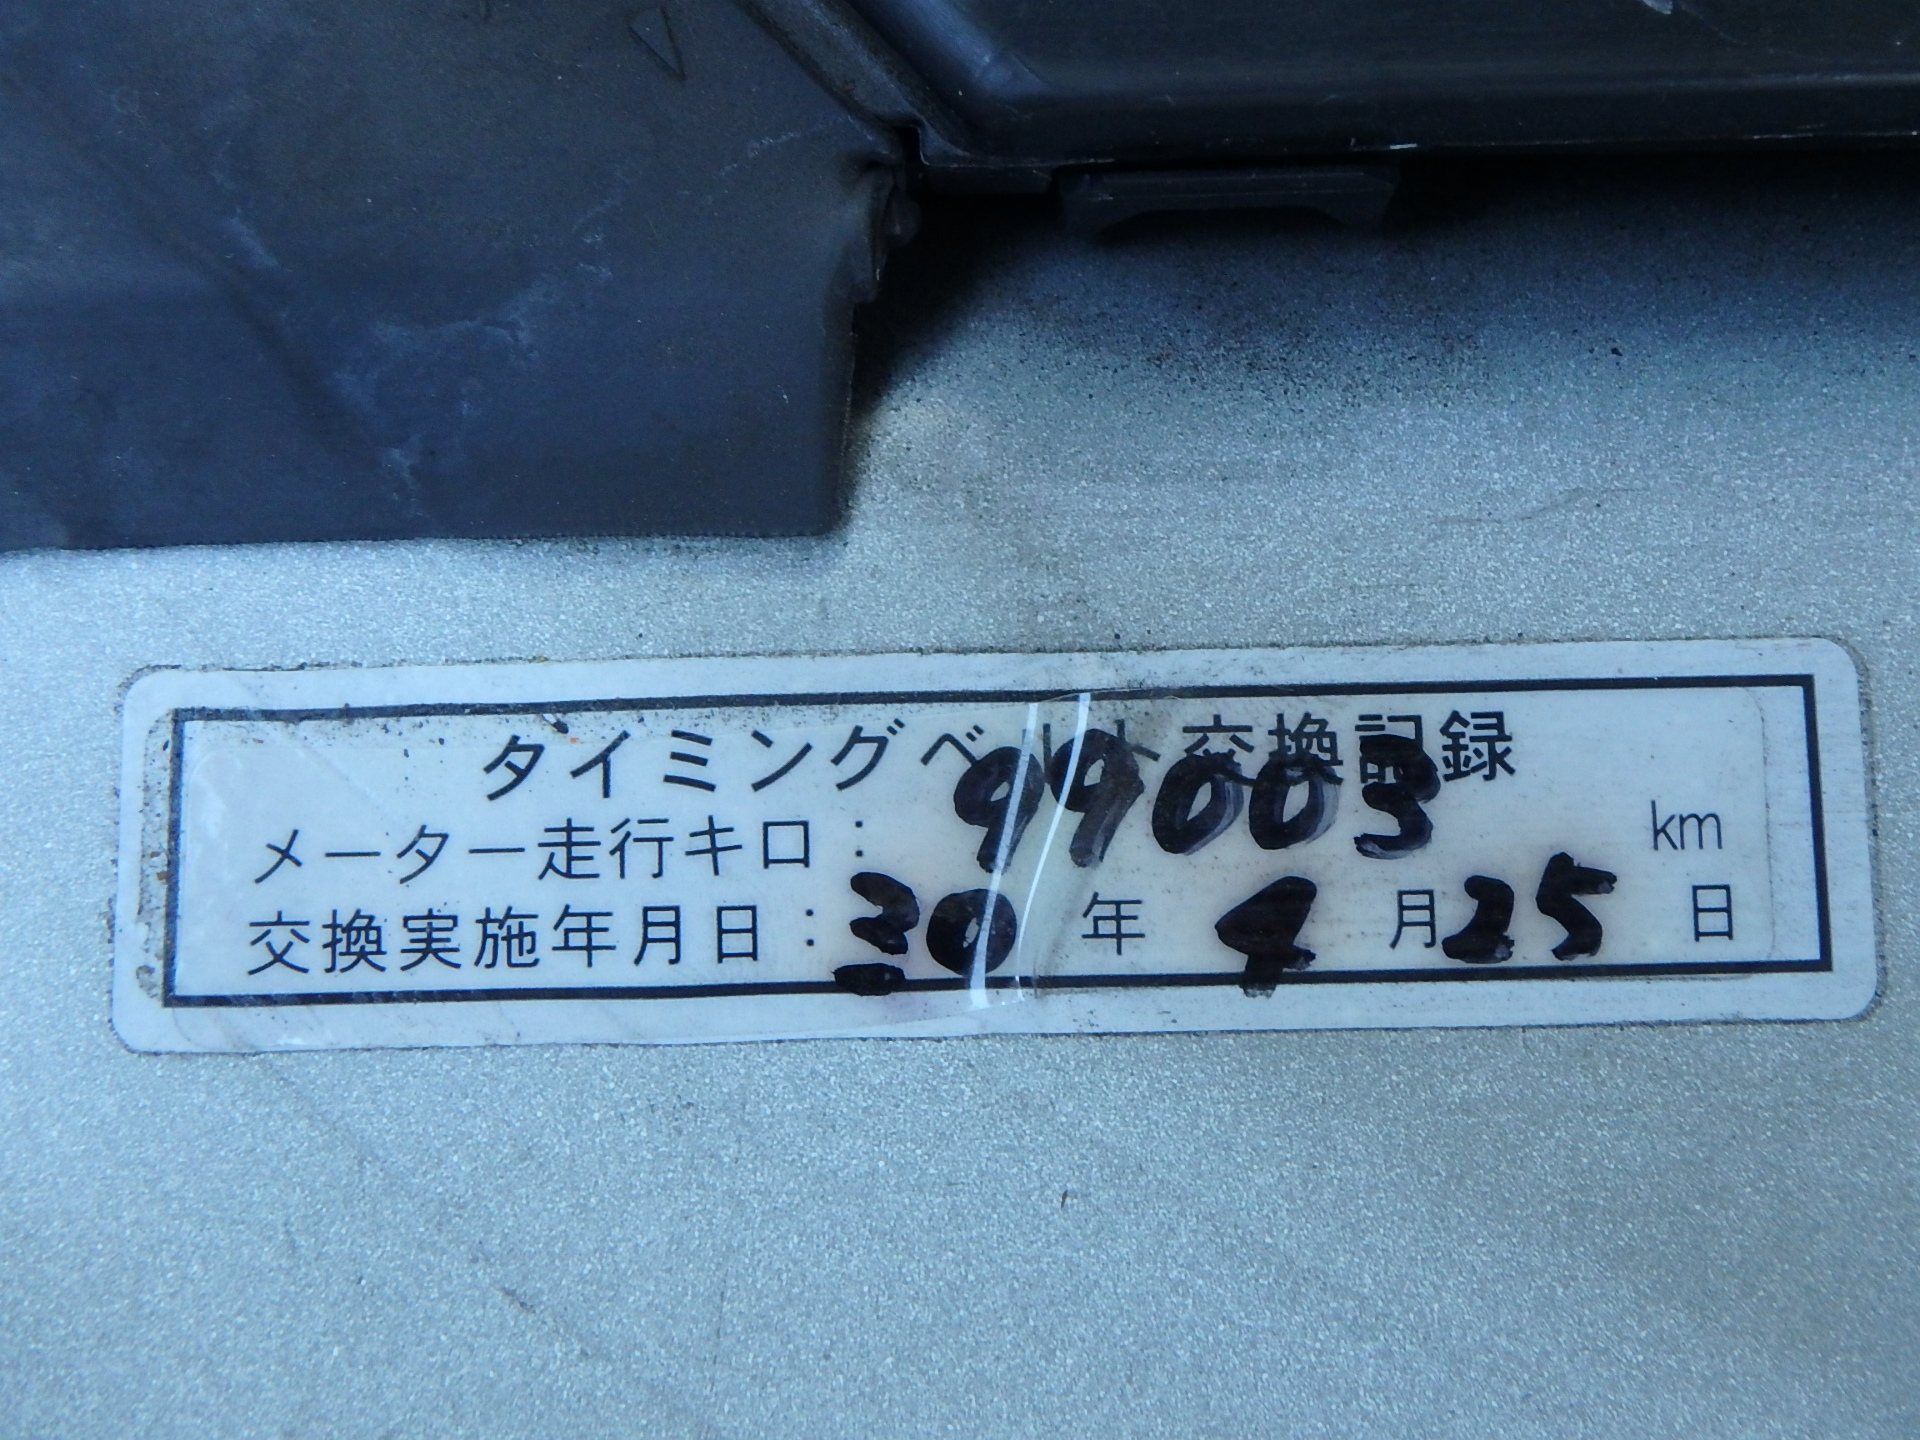 タイミングベルト交換記録
メーター走行キロ： 99003 km
交換実施年月日： 30 年 4 月 25 日